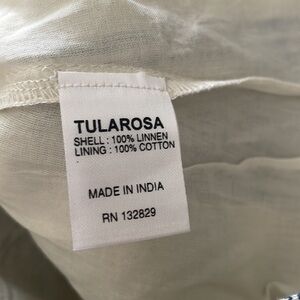 TULAROSA
SHELL : 100% LINNEN
LINING : 100% COTTON
MADE IN INDIA
RN 132829